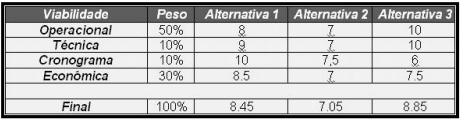 Viabilidade Peso Alternativa 1 Alternativa 2 Alternativa 3
Operacional 50% 8 7 10
Técnica 10% 9 7 10
Cronograma 10% 10 7,5 6
Econômica 30% 8.5 7 7.5
Final 100% 8.45 7.05 8.85